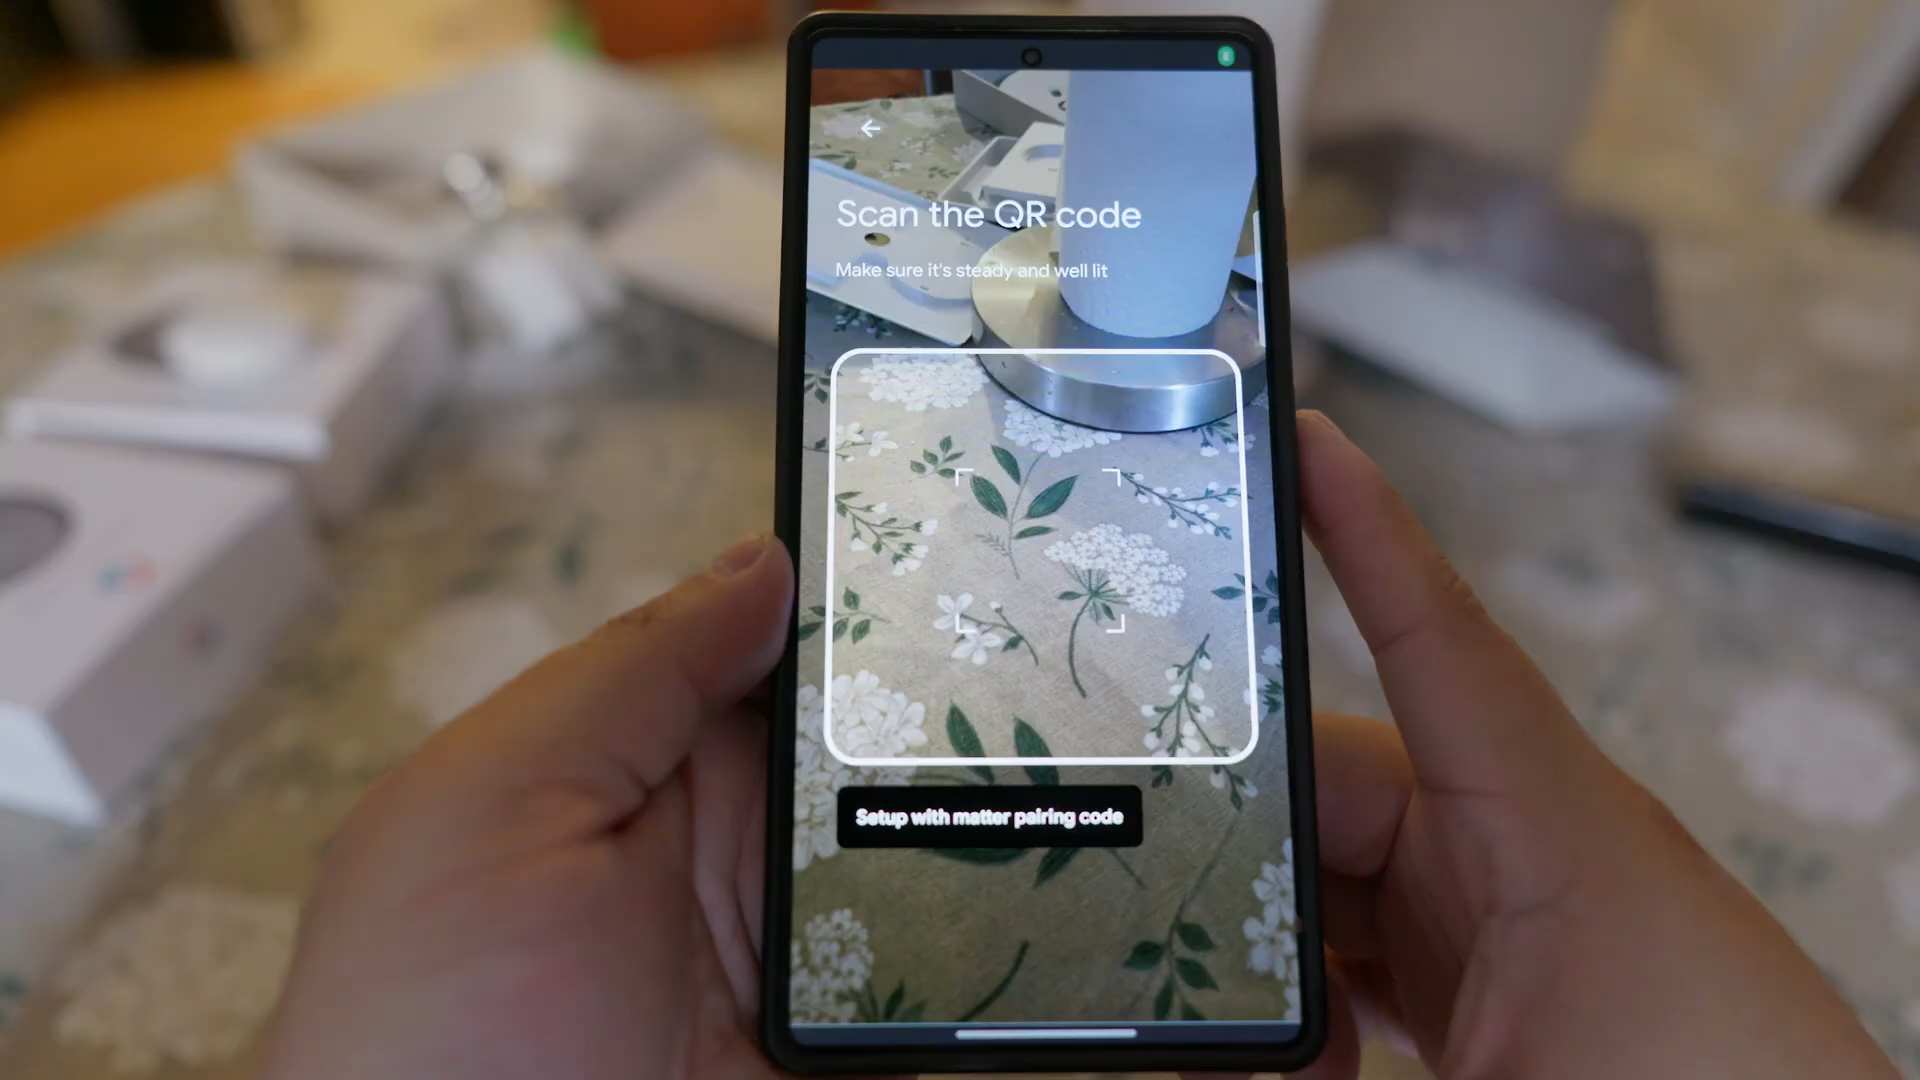 Scan the QR code
Make sure it's steady and well lit
Setup with matter pairing code